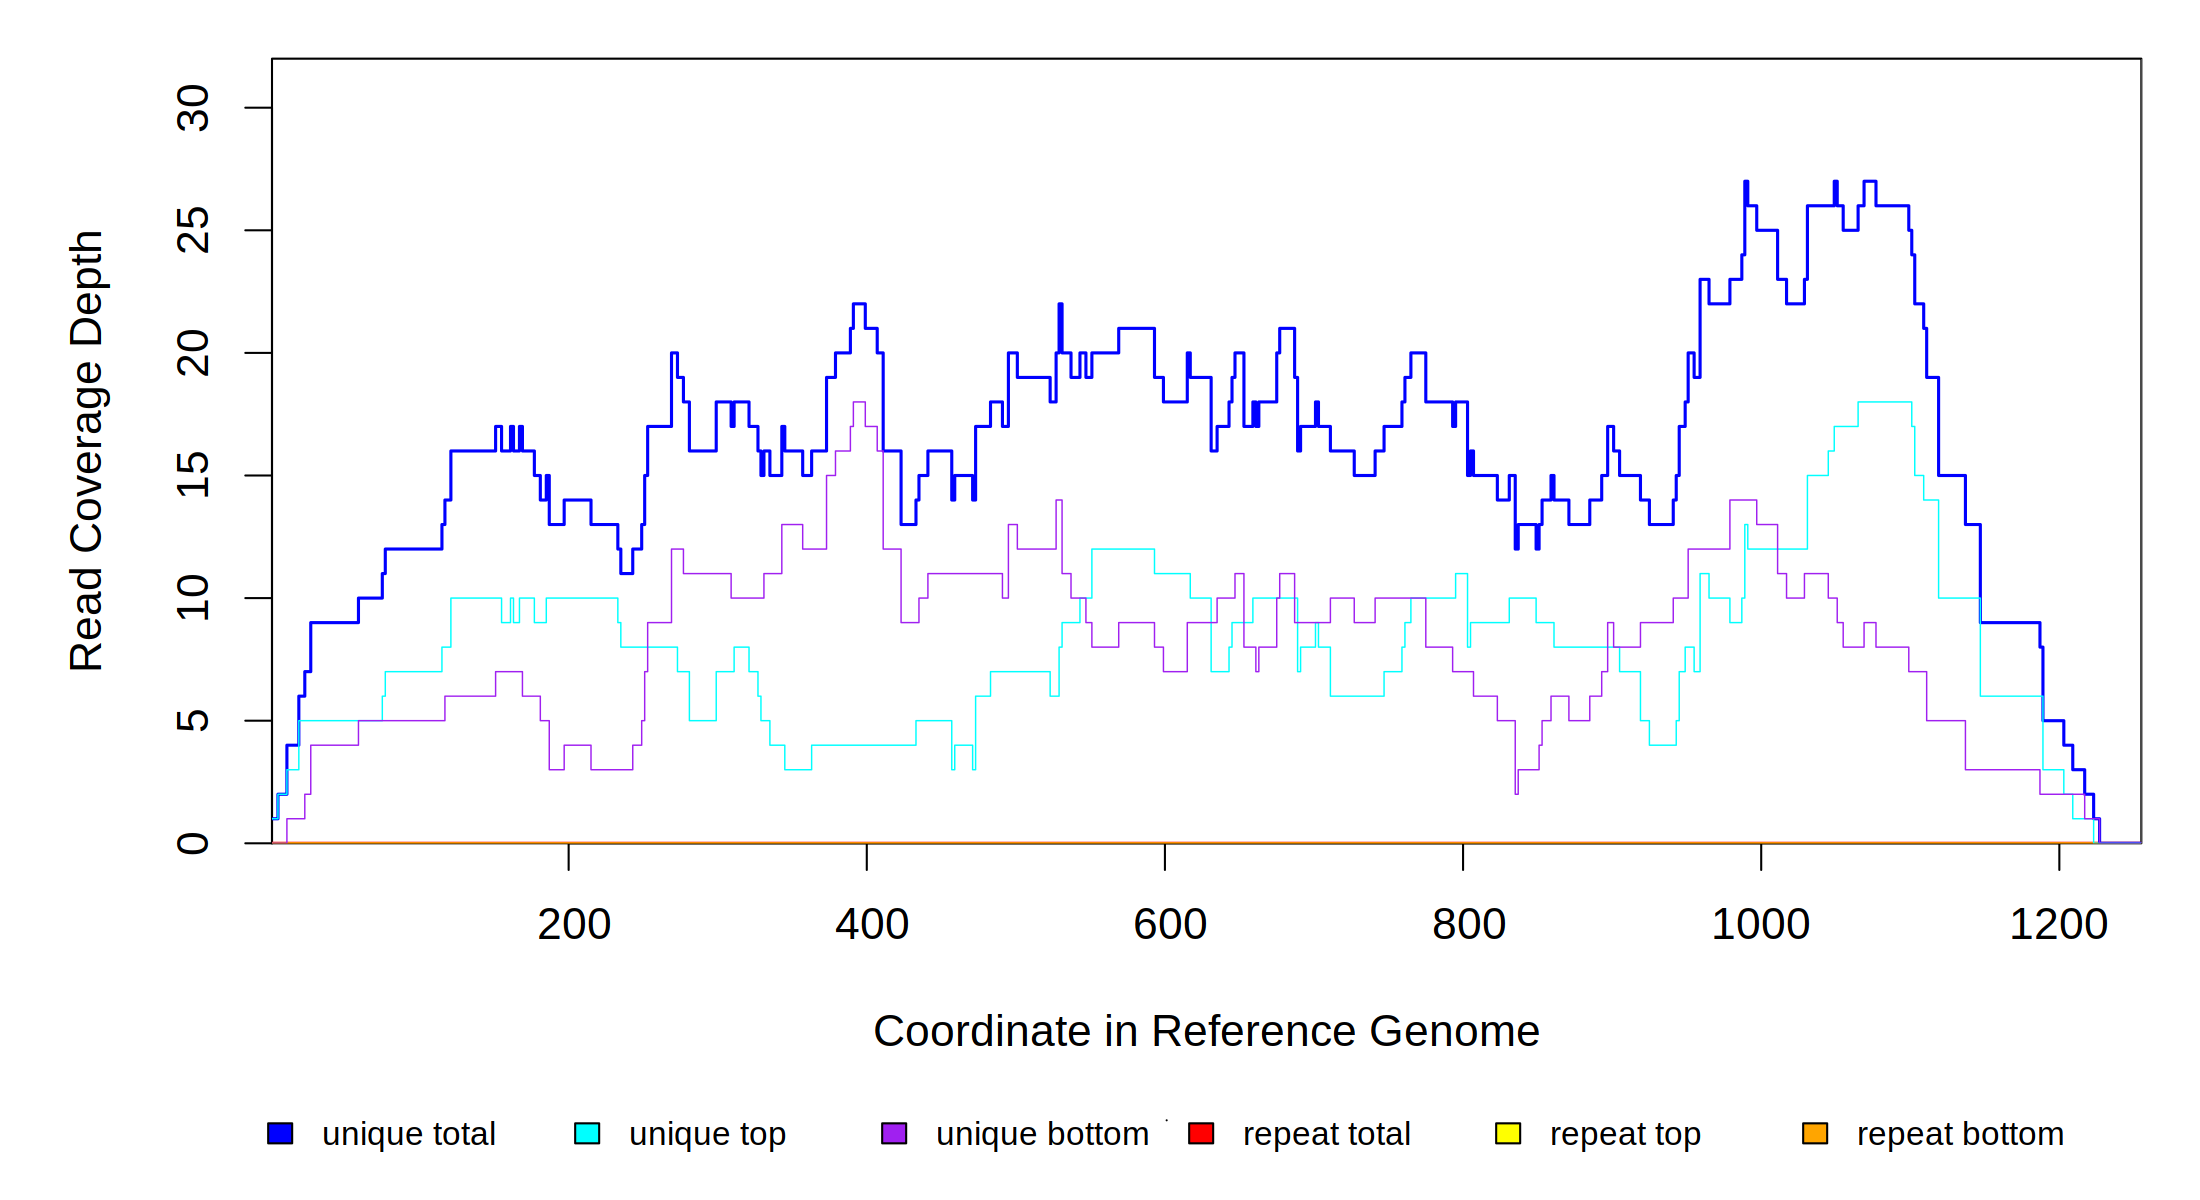 30
25
20
15
10
5
0
Read Coverage Depth
200 400 600 800 1000 1200
Coordinate in Reference Genome
unique total unique top unique bottom repeat total repeat top repeat bottom